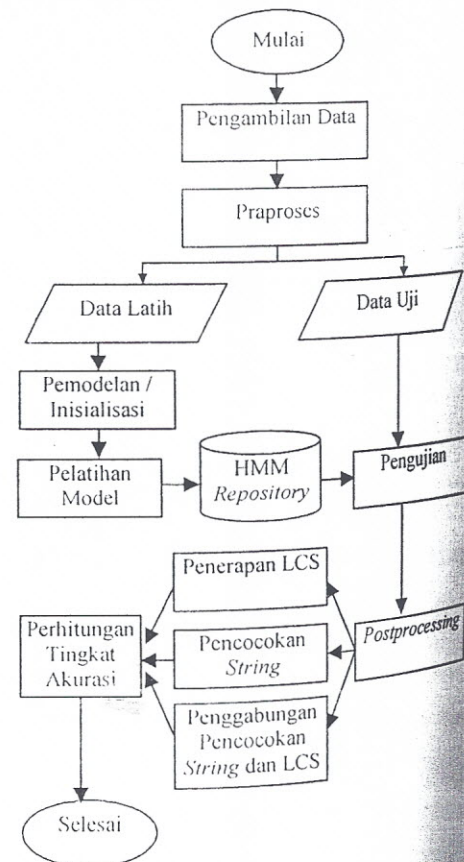 Mulai
Pengambilan Data
Praproses
Data Latih
Data Uji
Pemodelan /
Inisialisasi
Pelatihan
Model
HMM
Repository
Pengujian
Penerapan LCS
Perhitungan
Tingkat
Akurasi
Pencocokan
String
Postprocessing
Penggabungan
Pencocokan
String dan LCS
Selesai